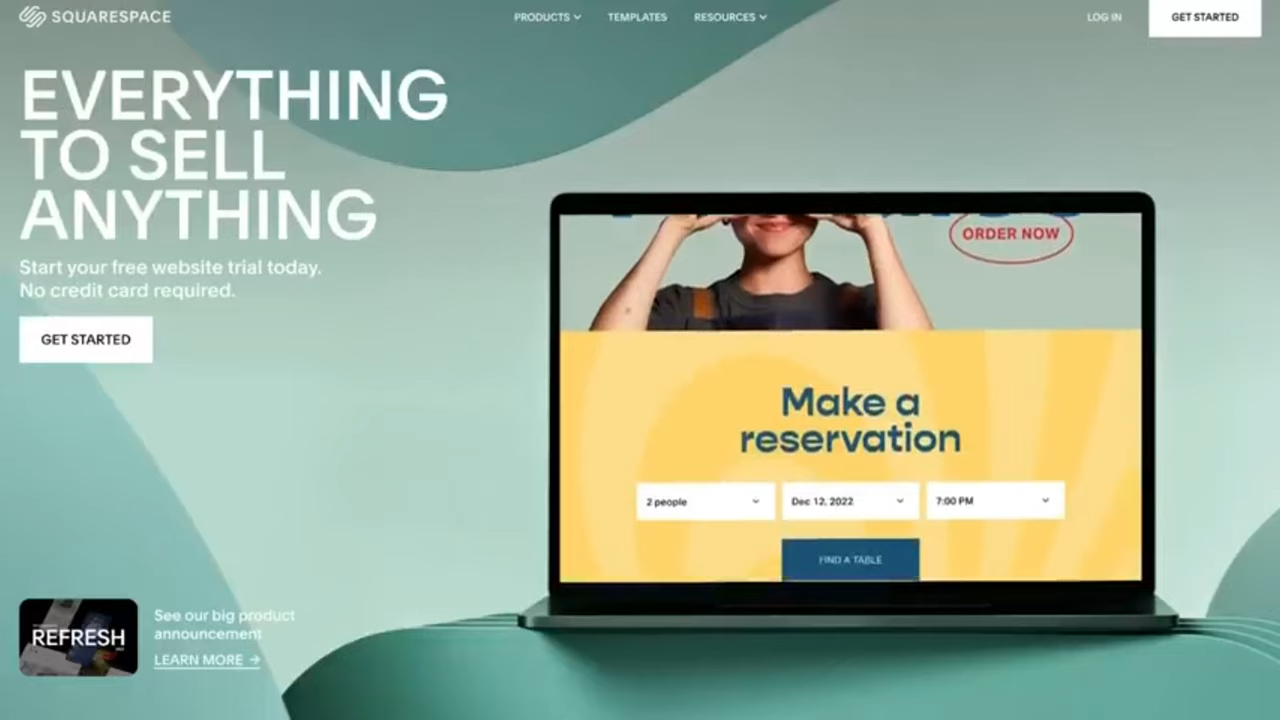 SQUARESPACE
PRODUCTS
TEMPLATES
RESOURCES
LOG IN
GET STARTED
EVERYTHING
TO SELL
ANYTHING
Start your free website trial today.
No credit card required.
GET STARTED
ORDER NOW
Make a
reservation
2 people
Dec 12, 2022
7:00 PM
FIND A TABLE
REFRESH
See our big product
announcement
LEARN MORE →